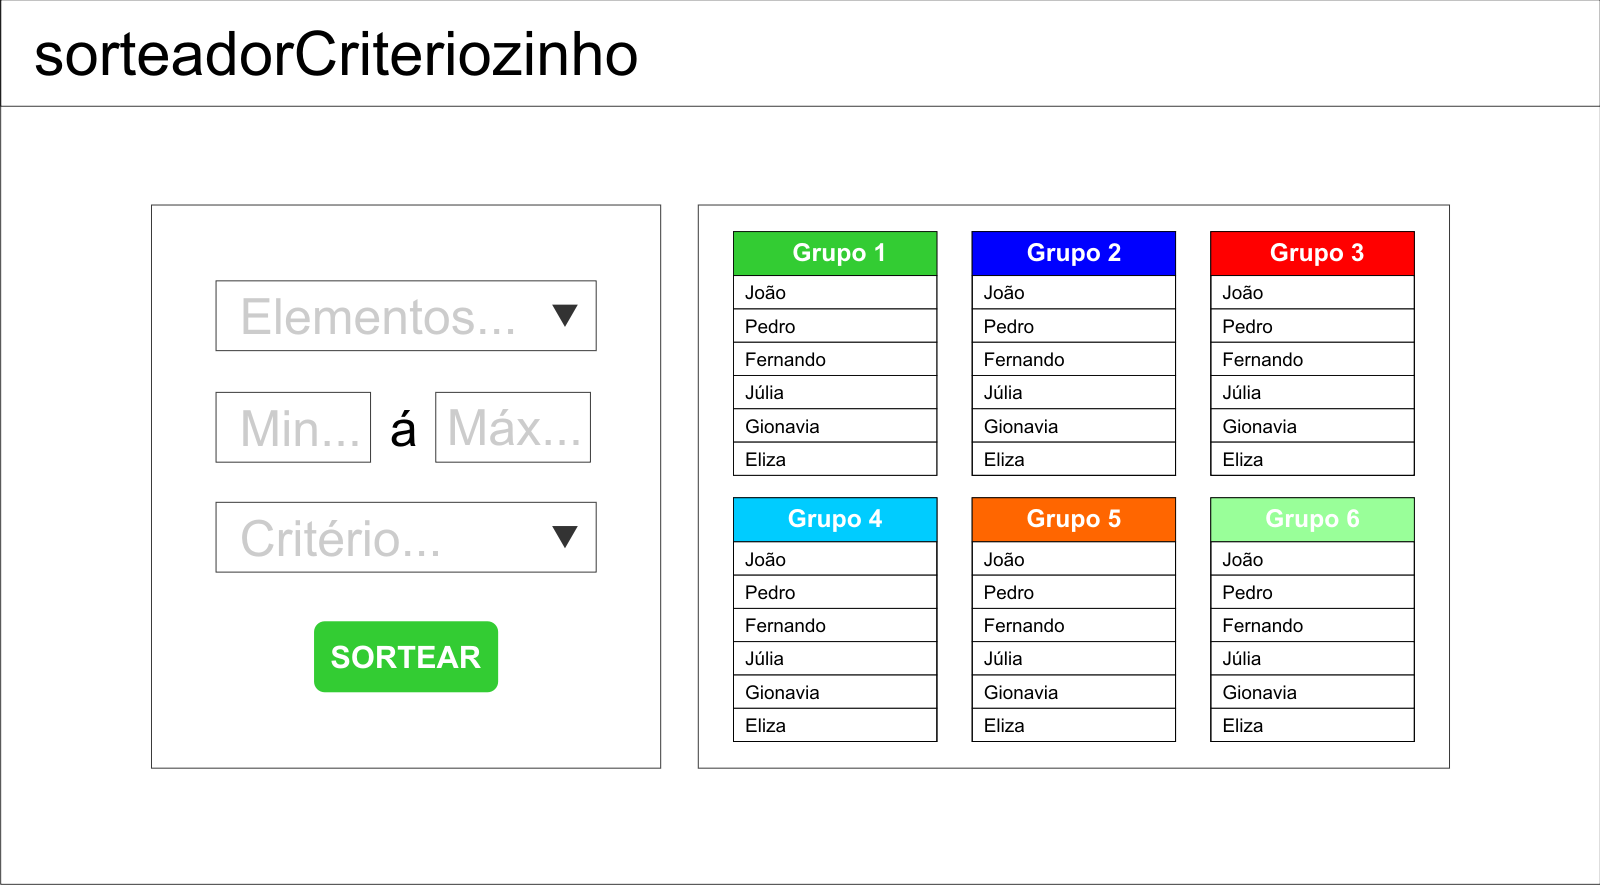 sorteadorCriteriozinho
Elementos...
Min... á Máx...
Critério...
SORTEAR
Grupo 1
João
Pedro
Fernando
Júlia
Gionavia
Eliza
Grupo 2
João
Pedro
Fernando
Júlia
Gionavia
Eliza
Grupo 3
João
Pedro
Fernando
Júlia
Gionavia
Eliza
Grupo 4
João
Pedro
Fernando
Júlia
Gionavia
Eliza
Grupo 5
João
Pedro
Fernando
Júlia
Gionavia
Eliza
Grupo 6
João
Pedro
Fernando
Júlia
Gionavia
Eliza